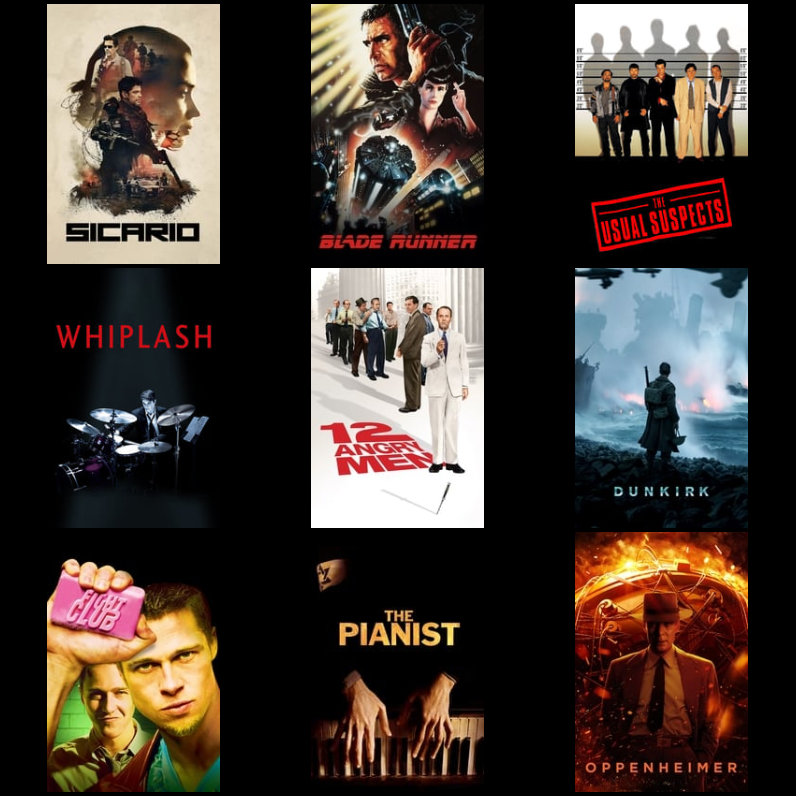 SICARIO
BLADE RUNNER
THE
USUAL SUSPECTS
WHIPLASH
12
ANGRY
MEN
DUNKIRK
FIGHT
CLUB
THE
PIANIST
OPPENHEIMER